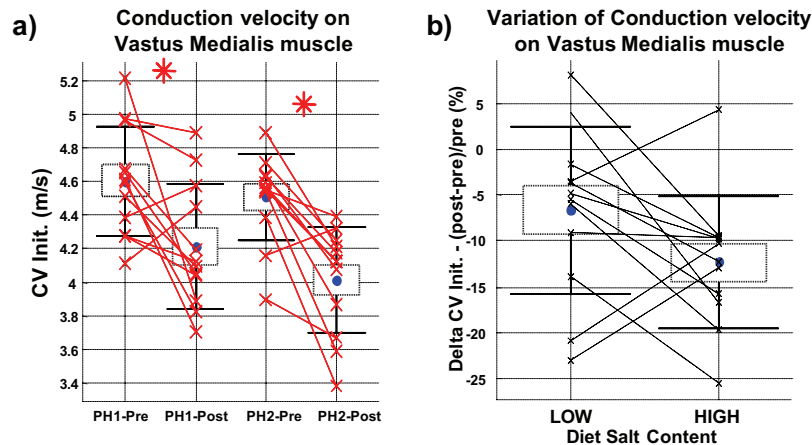 a)
Conduction velocity on
Vastus Medialis muscle
CV Init. (m/s)
5.2
5
4.8
4.6
4.4
4.2
4
3.8
3.6
3.4
PH1-Pre PH1-Post PH2-Pre PH2-Post
b)
Variation of Conduction velocity
on Vastus Medialis muscle
Delta CV Init. - (post-pre)/pre (%)
5
0
-5
-10
-15
-20
-25
LOW HIGH
Diet Salt Content